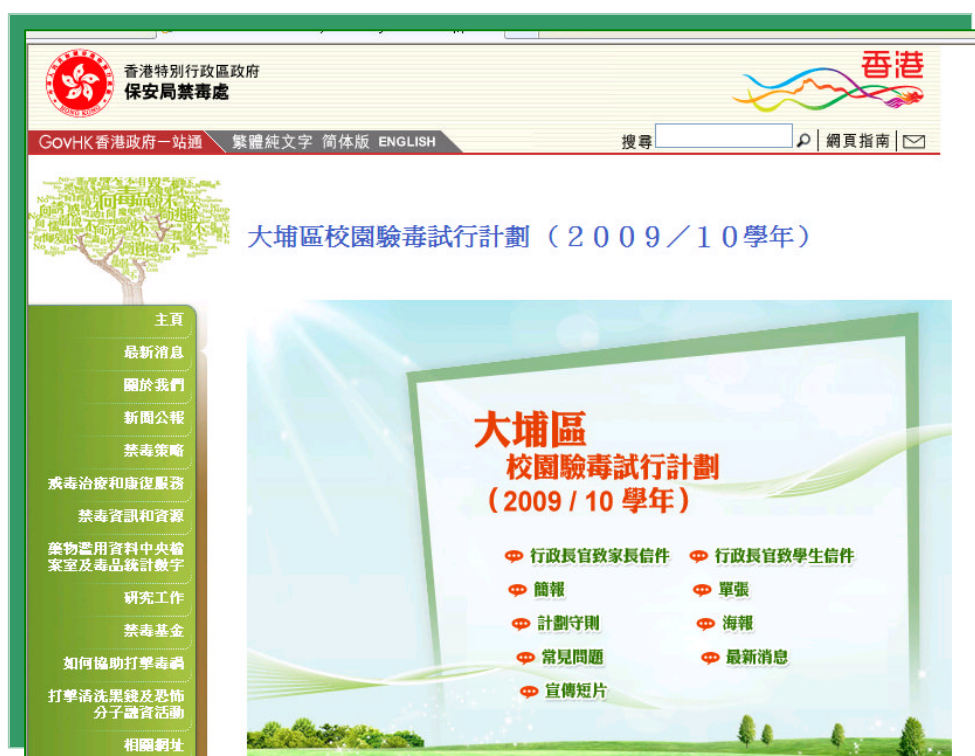 香港特別行政區政府
保安局禁毒處
香港
GOVHK香港政府一站通
繁體純文字 简体版 ENGLISH
搜尋
網頁指南
大埔區校園驗毒試行計劃（２００９／１０學年）
主頁
最新消息
關於我們
新聞公報
禁毒策略
戒毒治療和康復服務
禁毒資訊和資源
藥物濫用資料中央檔
案室及毒品統計數字
研究工作
禁毒基金
如何協助打擊毒禍
打擊清洗黑錢及恐怖
分子融資活動
相關網址
大埔區
校園驗毒試行計劃
(2009 / 10 學年)
行政長官致家長信件
行政長官致學生信件
簡報
單張
計劃守則
海報
常見問題
最新消息
宣傳短片